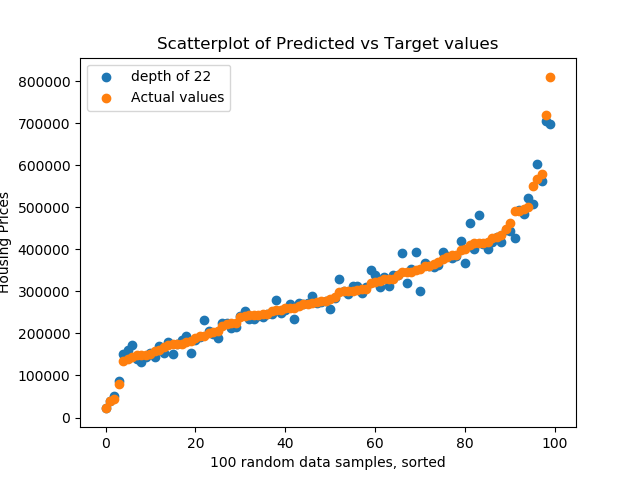 Scatterplot of Predicted vs Target values
depth of 22
Actual values
800000
700000
600000
500000
400000
300000
200000
100000
0
Housing Prices
0 20 40 60 80 100
100 random data samples, sorted